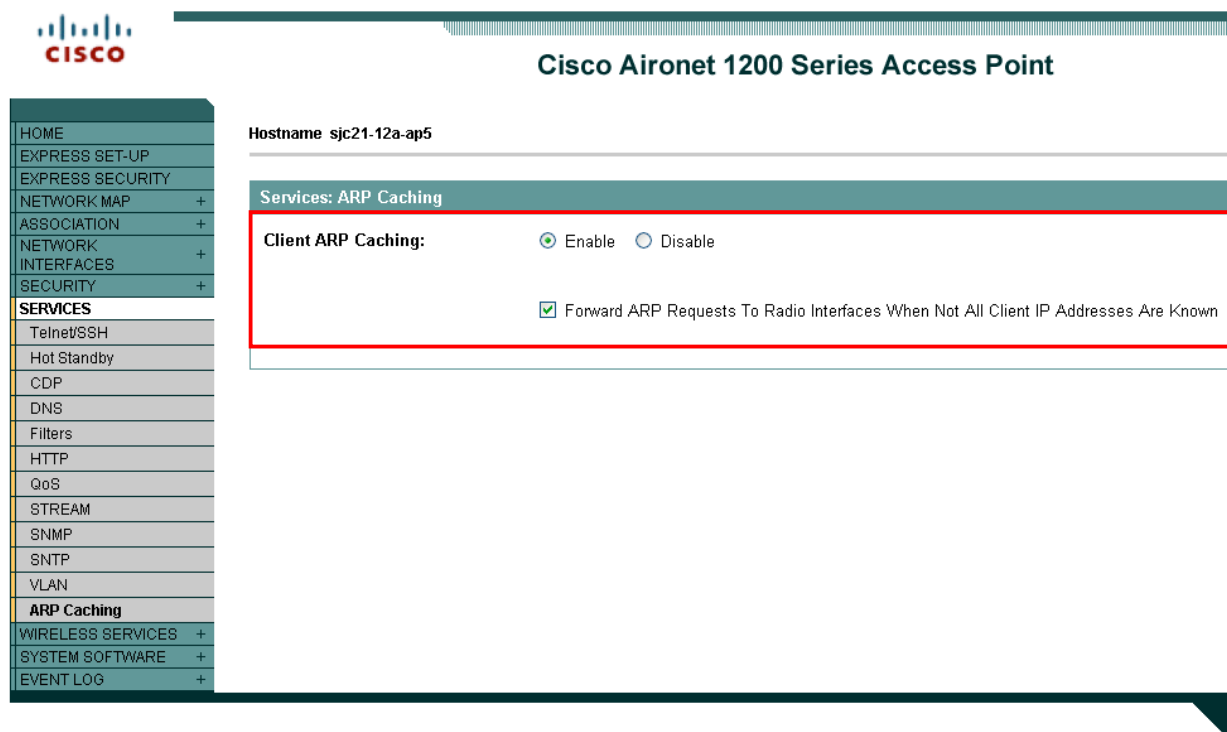 CISCO
Cisco Aironet 1200 Series Access Point
HOME
EXPRESS SET-UP
EXPRESS SECURITY
NETWORK MAP +
ASSOCIATION +
NETWORK
INTERFACES +
SECURITY +
SERVICES
Telnet/SSH
Hot Standby
CDP
DNS
Filters
HTTP
QoS
STREAM
SNMP
SNTP
VLAN
ARP Caching
WIRELESS SERVICES +
SYSTEM SOFTWARE +
EVENT LOG +
Hostname sjc21-12a-ap5
Services: ARP Caching
Client ARP Caching: Enable Disable
Forward ARP Requests To Radio Interfaces When Not All Client IP Addresses Are Known